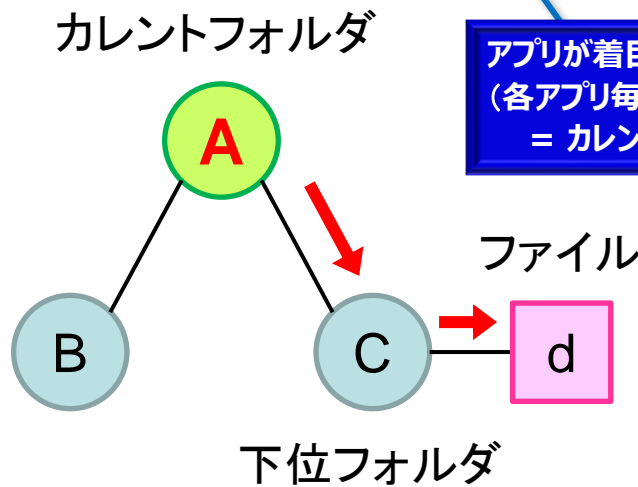 カレントフォルダ
アプリが着目
（各アプリ毎
= カレン
A
ファイル
B
C
d
下位フォルダ